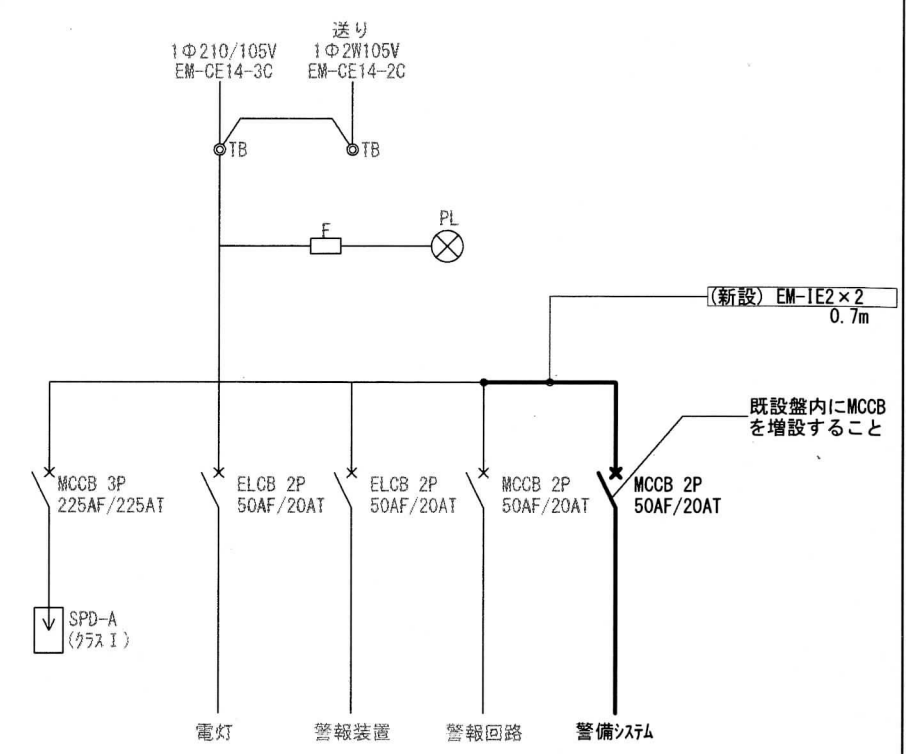 1Φ210/105V
EM-CE14-3C
送り
1Φ2W105V
EM-CE14-2C
TB
TB
F
PL
(新設) EM-IE2×2
0.7m
既設盤内にMCCB
を増設すること
MCCB 3P
225AF/225AT
ELCB 2P
50AF/20AT
ELCB 2P
50AF/20AT
MCCB 2P
50AF/20AT
MCCB 2P
50AF/20AT
SPD-A
(クラスⅠ)
電灯
警報装置
警報回路
警備システム